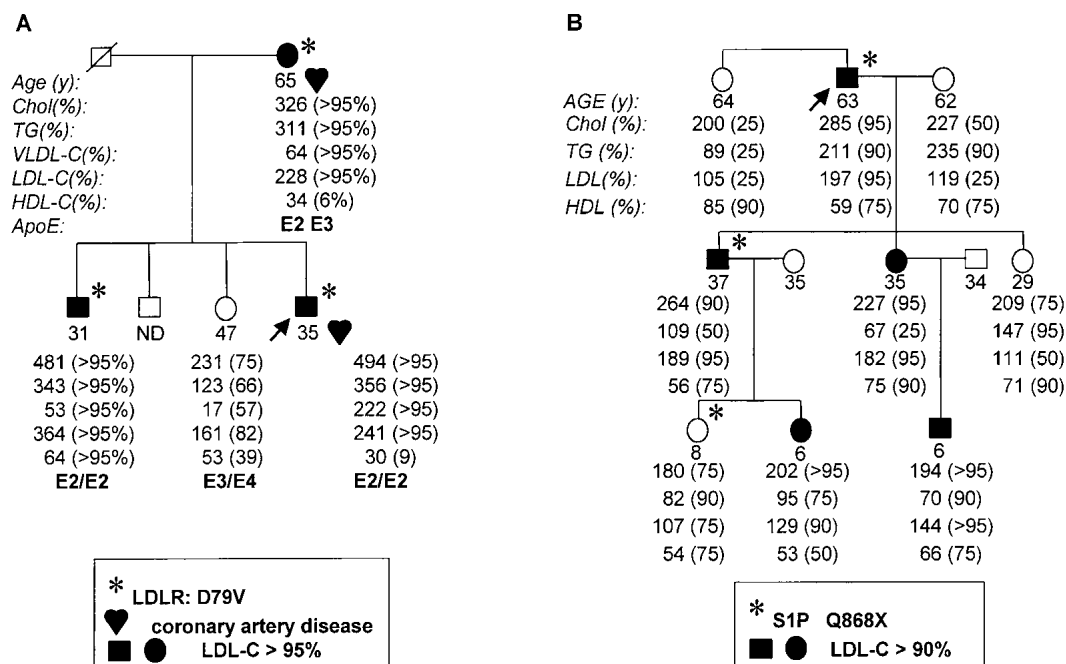 A
*
Age (y):
65
Chol(%):
326 (>95%)
TG(%):
311 (>95%)
VLDL-C(%):
64 (>95%)
LDL-C(%):
228 (>95%)
HDL-C(%):
34 (6%)
ApoE:
E2 E3
* *
31 ND 47 35
481 (>95%) 231 (75) 494 (>95)
343 (>95%) 123 (66) 356 (>95)
53 (>95%) 17 (57) 222 (>95)
364 (>95%) 161 (82) 241 (>95)
64 (>95%) 53 (39) 30 (9)
E2/E2 E3/E4 E2/E2
* LDLR: D79V
coronary artery disease
LDL-C > 95%
B
*
AGE (y): 64 63 62
Chol (%): 200 (25) 285 (95) 227 (50)
TG (%): 89 (25) 211 (90) 235 (90)
LDL(%): 105 (25) 197 (95) 119 (25)
HDL (%): 85 (90) 59 (75) 70 (75)
*
37 35 35 34 29
264 (90) 227 (95) 209 (75)
109 (50) 67 (25) 147 (95)
189 (95) 182 (95) 111 (50)
56 (75) 75 (90) 71 (90)
*
8 6 6
180 (75) 202 (>95) 194 (>95)
82 (90) 95 (75) 70 (90)
107 (75) 129 (90) 144 (>95)
54 (75) 53 (50) 66 (75)
* S1P Q868X
LDL-C > 90%